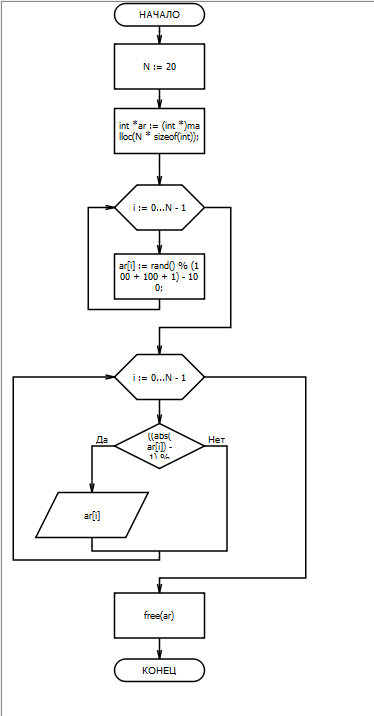 НАЧАЛО
N := 20
int *ar := (int *)ma
lloc(N * sizeof(int));
i := 0...N - 1
ar[i] := rand() % (1
00 + 100 + 1) - 10
0;
i := 0...N - 1
Да
((abs(
ar[i]) -
1) %
Нет
ar[i]
free(ar)
КОНЕЦ